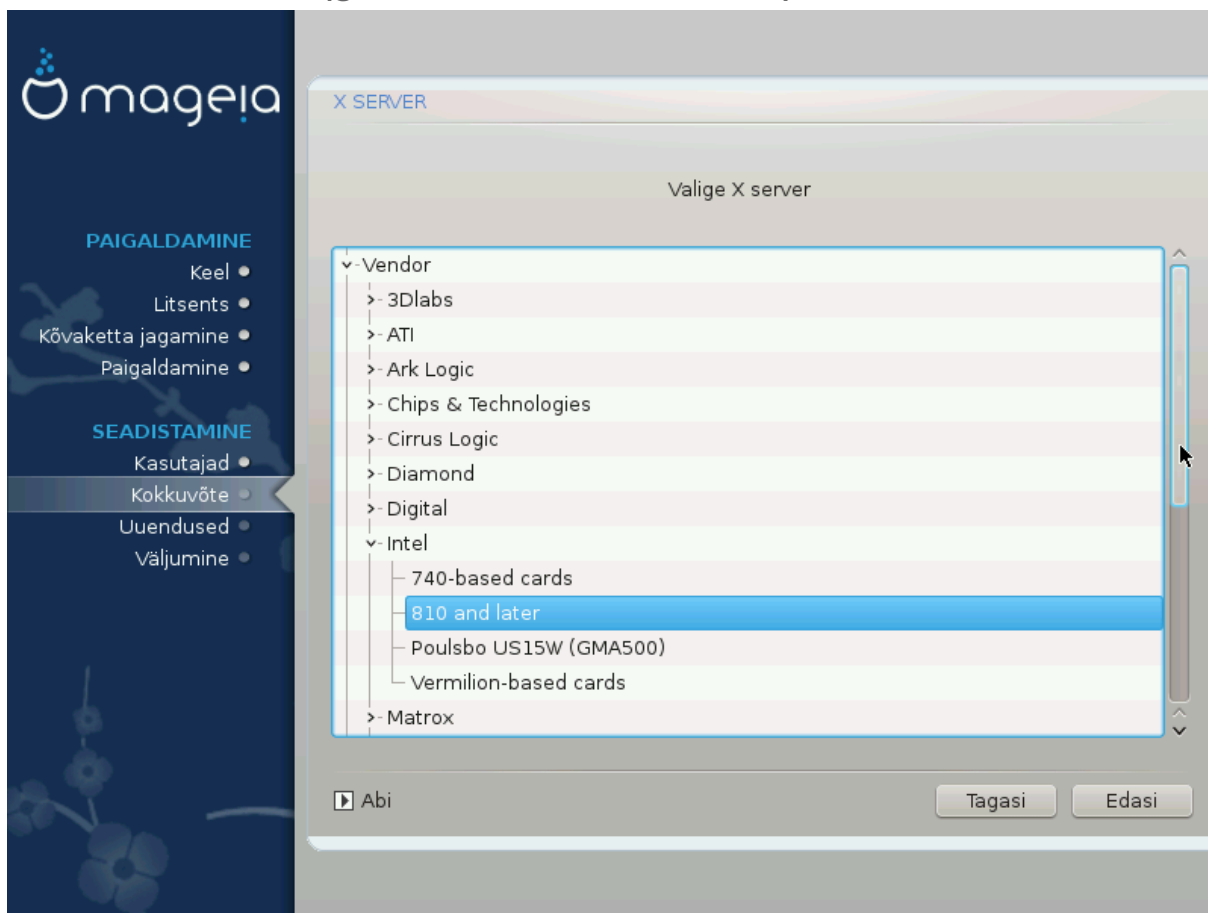 mageia
X SERVER
Valige X server
PAIGALDAMINE
Keel
Litsents
Kõvaketta jagamine
Paigaldamine
SEADISTAMINE
Kasutajad
Kokkuvõte
Uuendused
Väljumine
Vendor
3Dlabs
ATI
Ark Logic
Chips & Technologies
Cirrus Logic
Diamond
Digital
Intel
740-based cards
810 and later
Poulsbo US15W (GMA500)
Vermilion-based cards
Matrox
Abi
Tagasi
Edasi